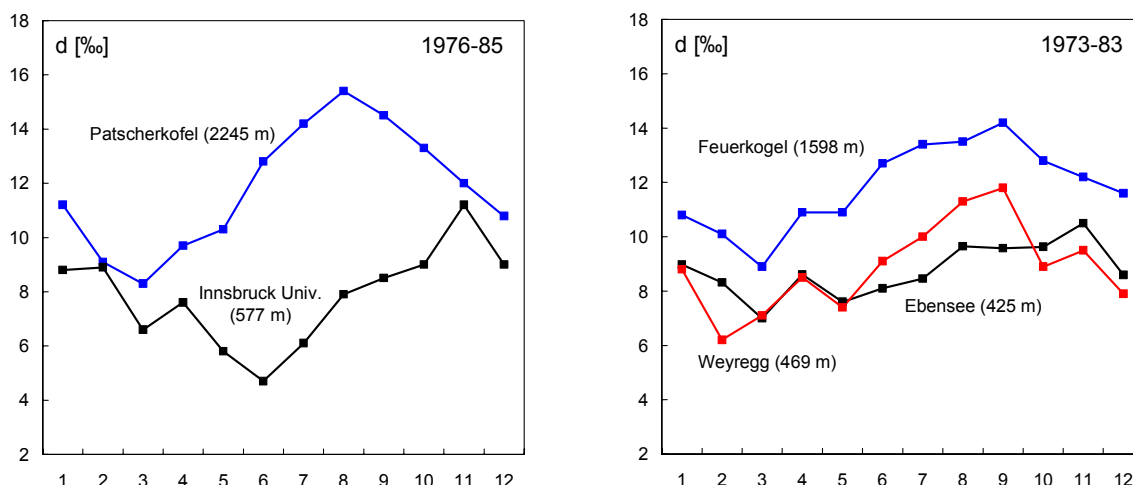 d [‰] 1976-85
18
16
14
12
10
8
6
4
2
Patscherkofel (2245 m)
Innsbruck Univ.
(577 m)
1 2 3 4 5 6 7 8 9 10 11 12
d [‰] 1973-83
18
16
14
12
10
8
6
4
2
Feuerkogel (1598 m)
Ebensee (425 m)
Weyregg (469 m)
1 2 3 4 5 6 7 8 9 10 11 12